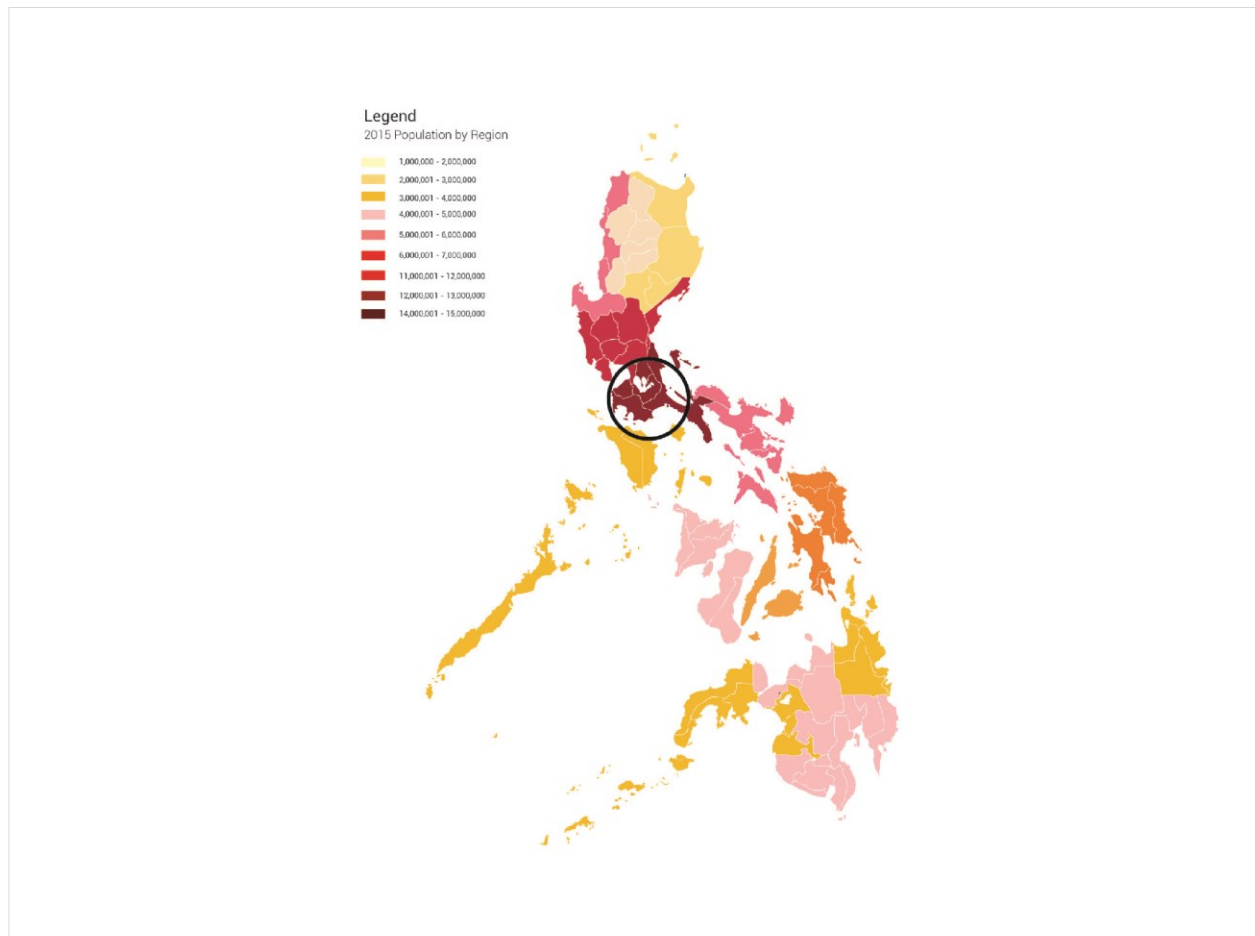 Legend
2015 Population by Region
1,000,000 - 2,000,000
2,000,001 - 3,000,000
3,000,001 - 4,000,000
4,000,001 - 5,000,000
5,000,001 - 6,000,000
6,000,001 - 7,000,000
11,000,001 - 12,000,000
12,000,001 - 13,000,000
14,000,001 - 15,000,000